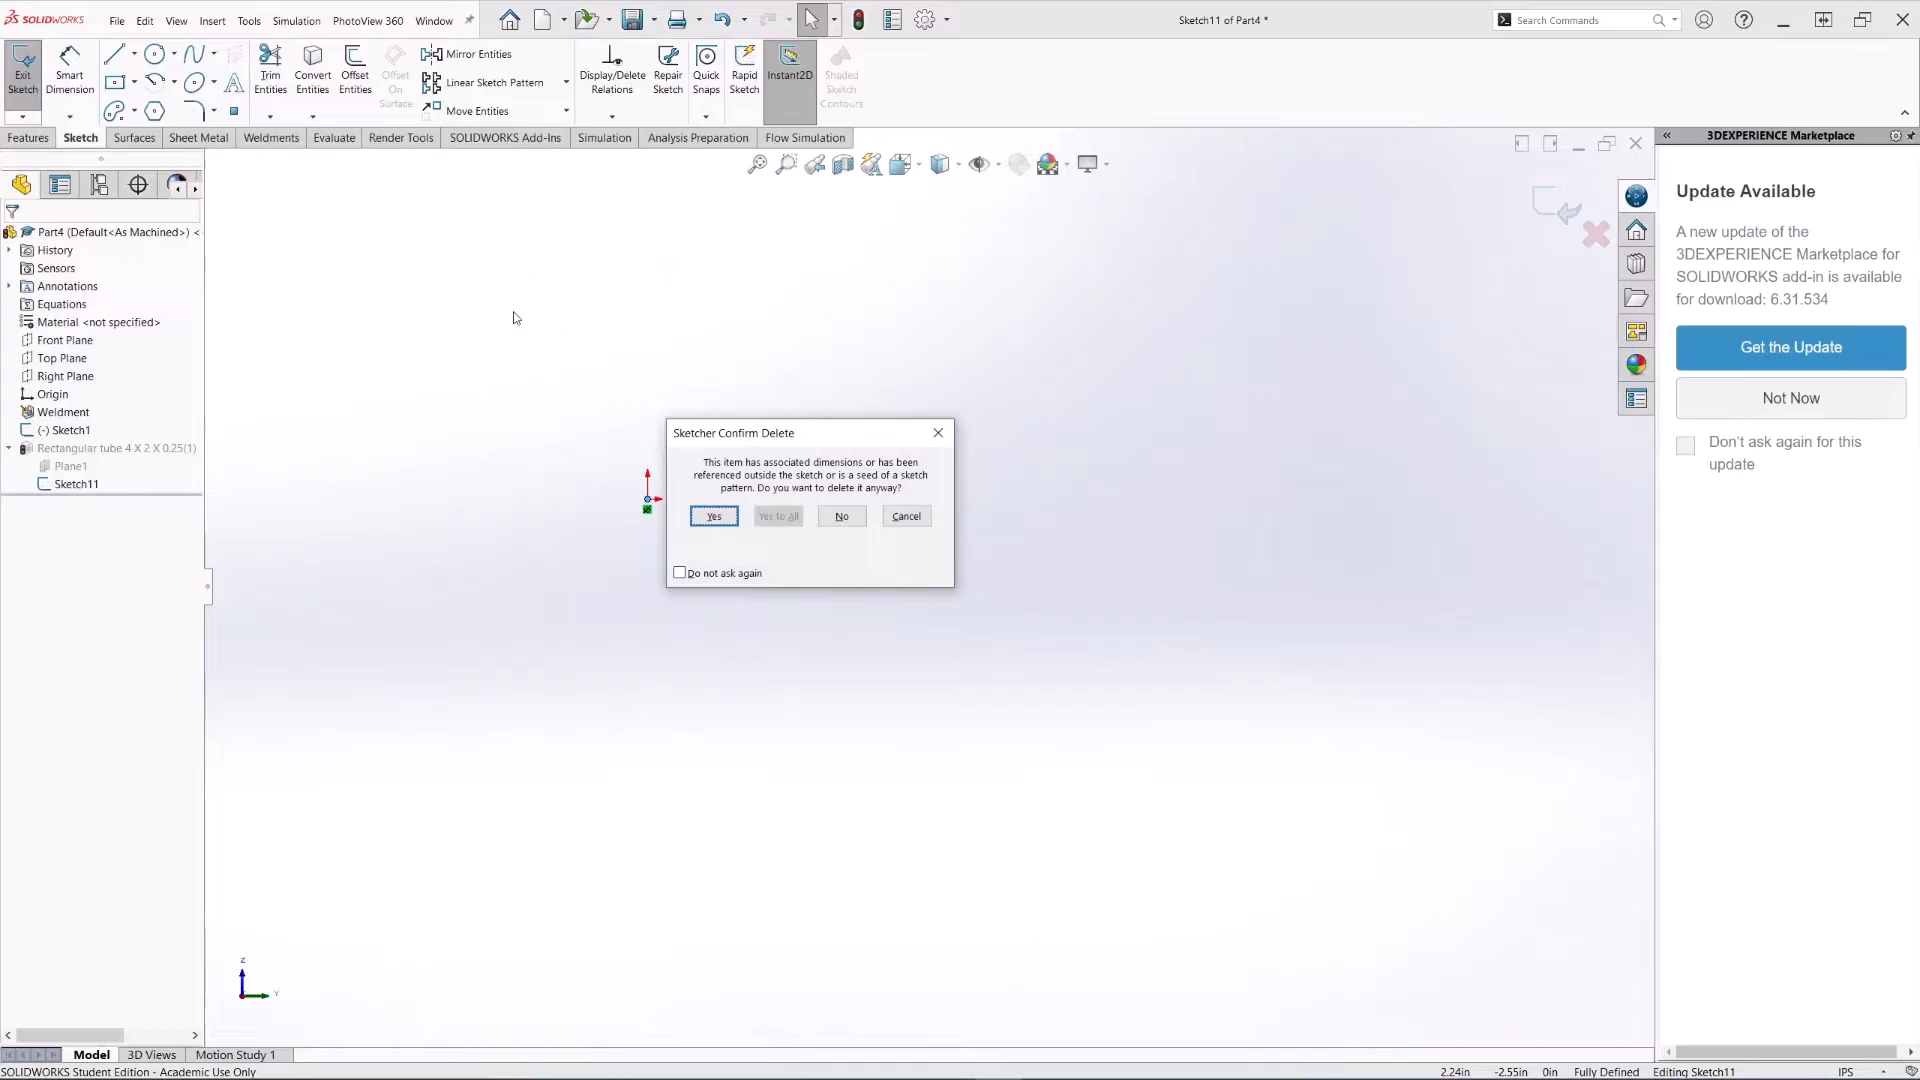 SOLIDWORKS
File Edit View Insert Tools Simulation PhotoView 360 Window
Sketch11 of Part4 *
Search Commands
Exit Sketch
Smart Dimension
Trim Entities
Convert Entities
Offset Entities
Offset On Surface
Mirror Entities
Linear Sketch Pattern
Move Entities
Display/Delete Relations
Repair Sketch
Quick Snaps
Rapid Sketch
Instant2D
Shaded Sketch Contours
Features Sketch Surfaces Sheet Metal Weldments Evaluate Render Tools SOLIDWORKS Add-Ins Simulation Analysis Preparation Flow Simulation
Part4 (Default<As Machined>) <
History
Sensors
Annotations
Equations
Material <not specified>
Front Plane
Top Plane
Right Plane
Origin
Weldment
(-) Sketch1
Rectangular tube 4 X 2 X 0.25(1)
Plane1
Sketch11
Sketcher Confirm Delete
This item has associated dimensions or has been
referenced outside the sketch or is a seed of a sketch
pattern. Do you want to delete it anyway?
Yes Yes to All No Cancel
Do not ask again
Z
Y
3DEXPERIENCE Marketplace
Update Available
A new update of the
3DEXPERIENCE Marketplace for
SOLIDWORKS add-in is available
for download: 6.31.534
Get the Update
Not Now
Don't ask again for this
update
Model 3D Views Motion Study 1
SOLIDWORKS Student Edition - Academic Use Only
2.24in -2.55in 0in Fully Defined Editing Sketch11 IPS